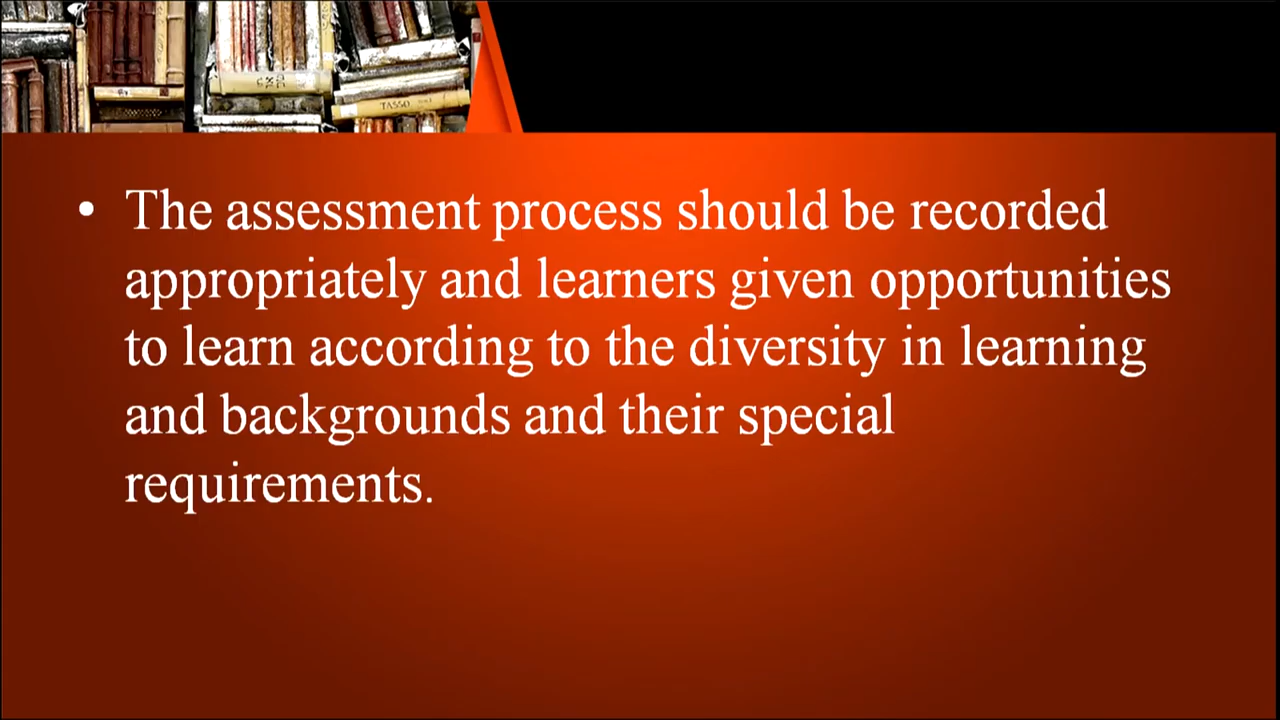 TASSO
• The assessment process should be recorded
appropriately and learners given opportunities
to learn according to the diversity in learning
and backgrounds and their special
requirements.